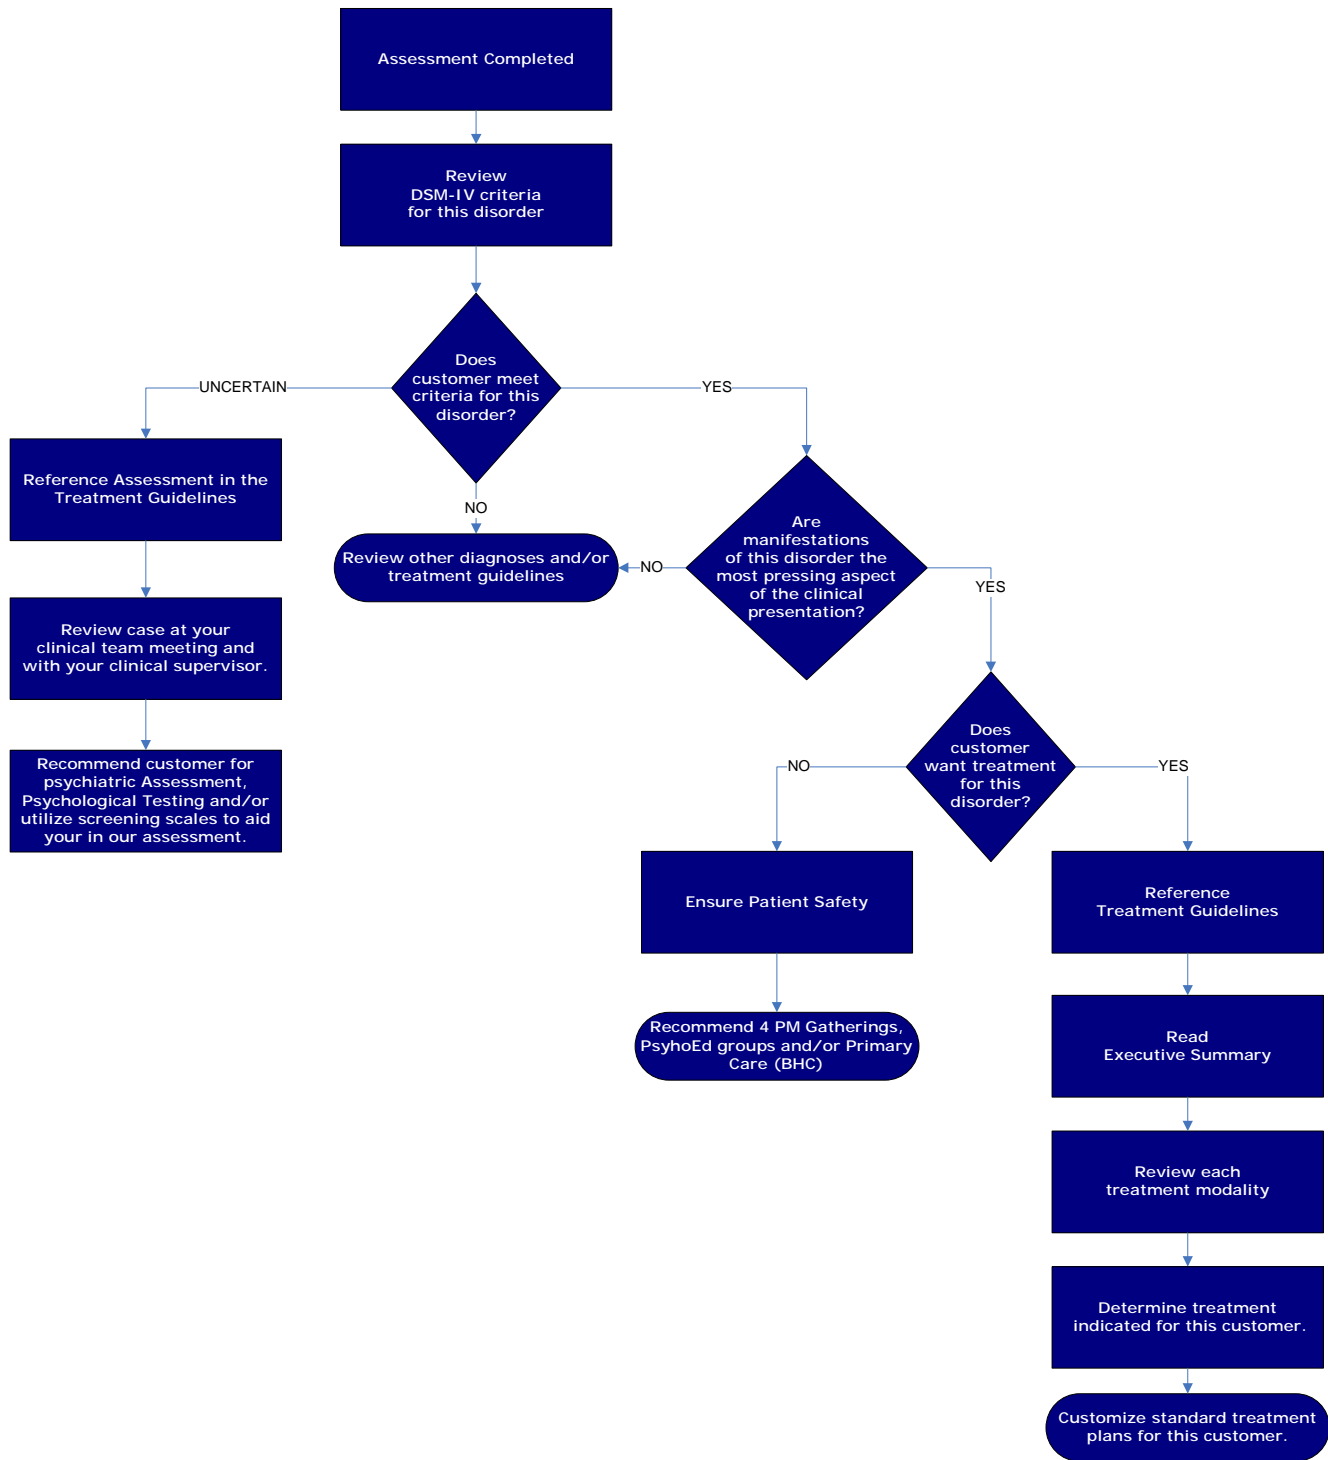 Assessment Completed
Review
DSM-IV criteria
for this disorder
Does
customer meet
criteria for this
disorder?
UNCERTAIN
YES
NO
Reference Assessment in the
Treatment Guidelines
Review case at your
clinical team meeting and
with your clinical supervisor.
Recommend customer for
psychiatric Assessment,
Psychological Testing and/or
utilize screening scales to aid
your in our assessment.
Review other diagnoses and/or
treatment guidelines
NO
Are
manifestations
of this disorder the
most pressing aspect
of the clinical
presentation?
YES
Does
customer
want treatment
for this
disorder?
NO
YES
Ensure Patient Safety
Recommend 4 PM Gatherings,
PsyhoEd groups and/or Primary
Care (BHC)
Reference
Treatment Guidelines
Read
Executive Summary
Review each
treatment modality
Determine treatment
indicated for this customer.
Customize standard treatment
plans for this customer.